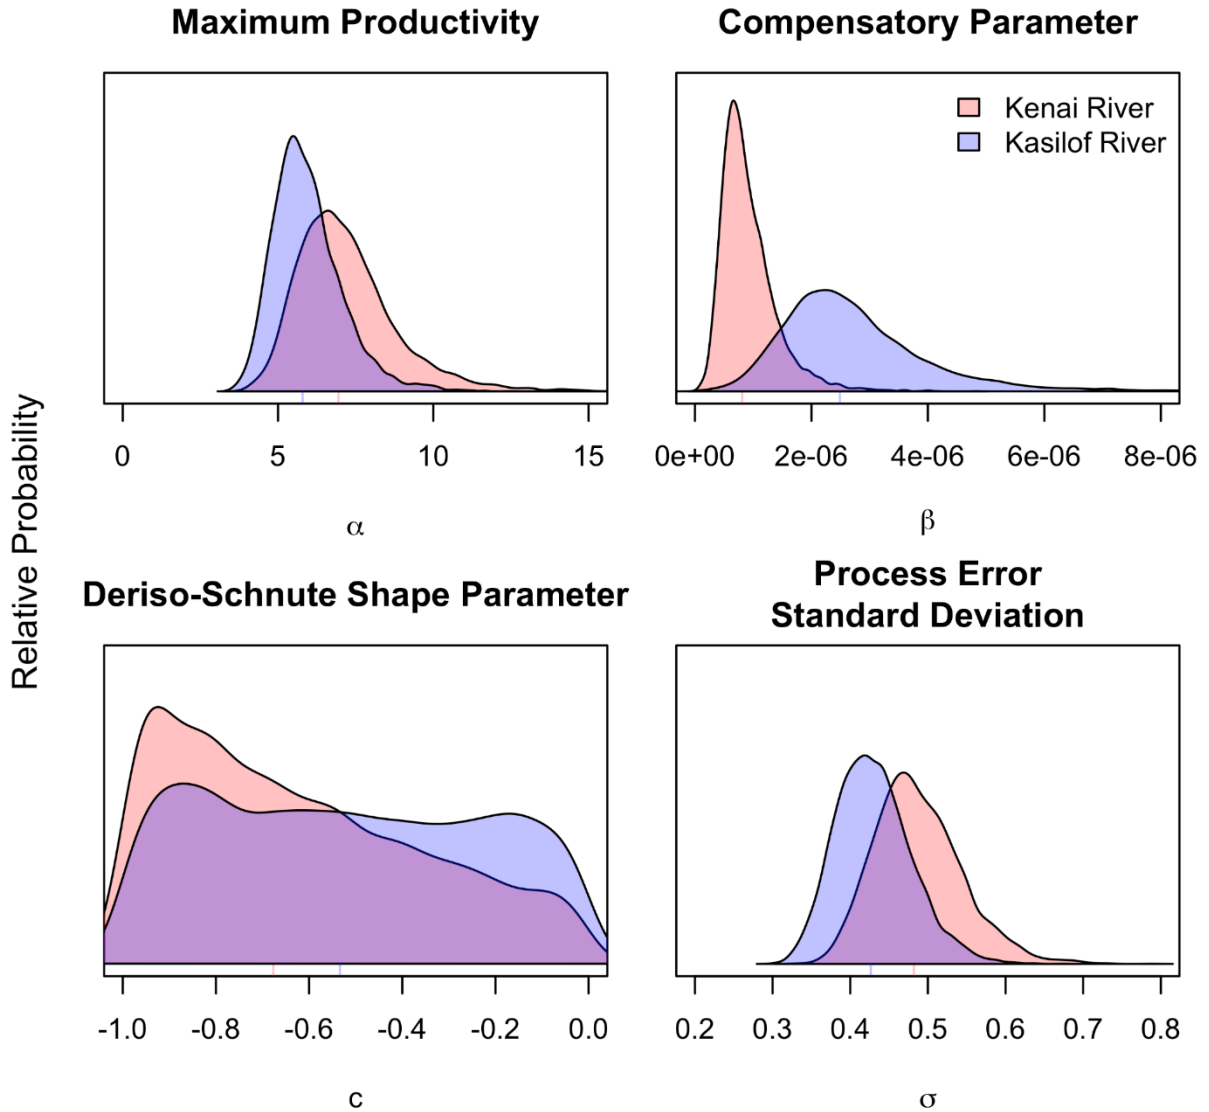 Maximum Productivity
Compensatory Parameter
Kenai River
Kasilof River
0 5 10 15
0e+00 2e-06 4e-06 6e-06 8e-06
α
β
Relative Probability
Deriso-Schnute Shape Parameter
Process Error
Standard Deviation
-1.0 -0.8 -0.6 -0.4 -0.2 0.0
0.2 0.3 0.4 0.5 0.6 0.7 0.8
c
σ